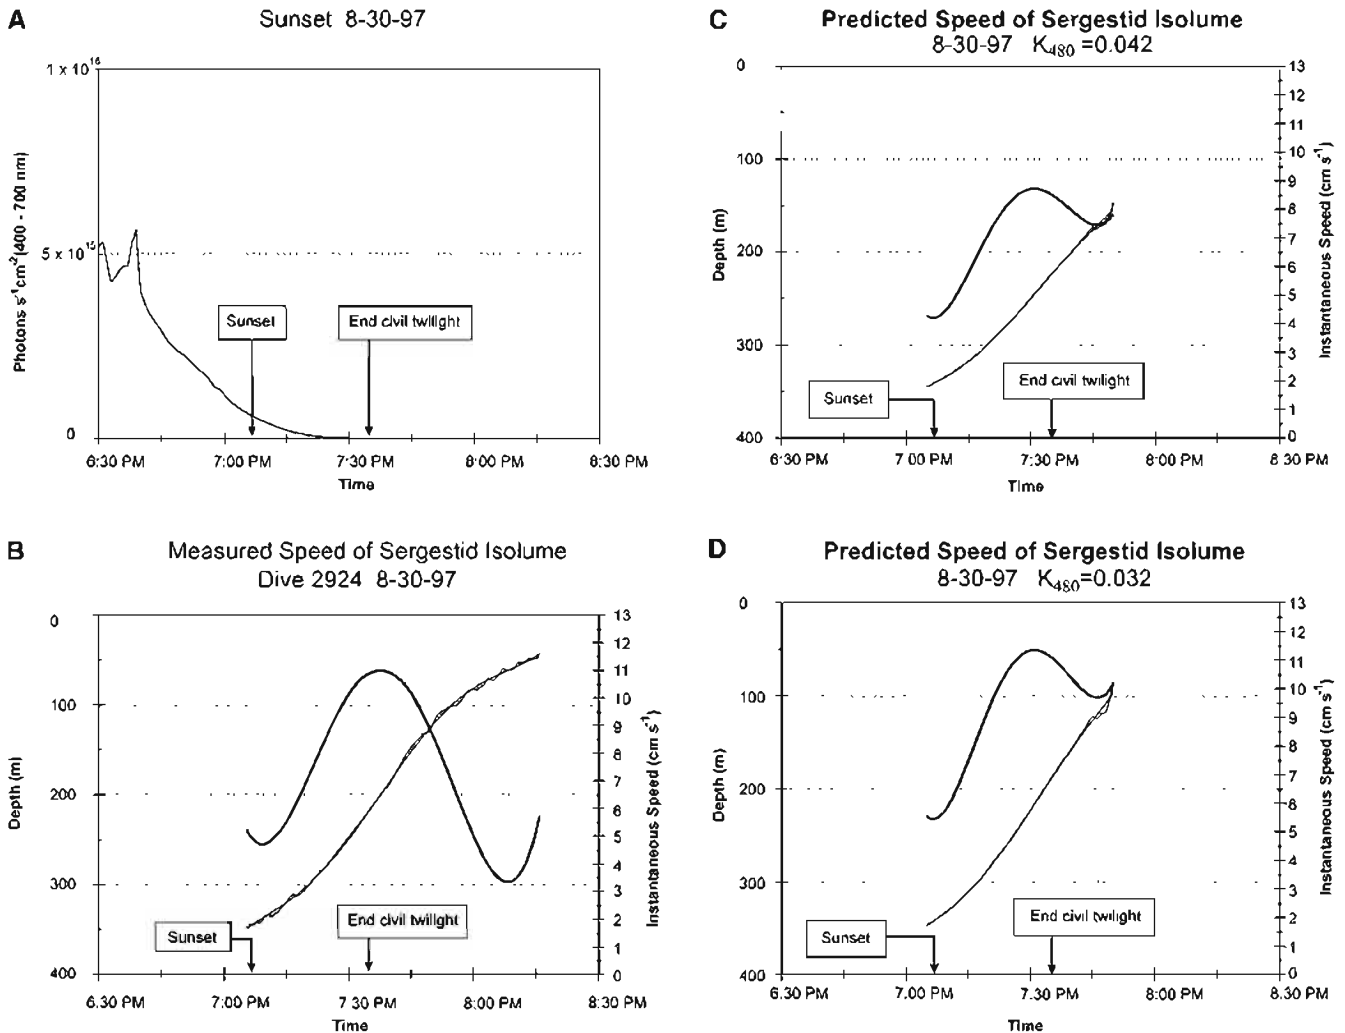 A
Sunset 8-30-97
1 x 10^16
5 x 10^15
0
Photons s^-1 cm^-2 (400 - 700 nm)
Sunset
End civil twilight
6:30 PM 7:00 PM 7:30 PM 8:00 PM 8:30 PM
Time
B
Measured Speed of Sergestid Isolume
Dive 2924 8-30-97
0
100
200
300
400
Depth (m)
13
12
11
10
9
8
7
6
5
4
3
2
1
0
Instantaneous Speed (cm s^-1)
Sunset
End civil twilight
6:30 PM 7:00 PM 7:30 PM 8:00 PM 8:30 PM
Time
C
Predicted Speed of Sergestid Isolume
8-30-97 K480 =0.042
0
100
200
300
400
Depth (m)
13
12
11
10
9
8
7
6
5
4
3
2
1
0
Instantaneous Speed (cm s^-1)
Sunset
End civil twilight
6:30 PM 7:00 PM 7:30 PM 8:00 PM 8:30 PM
Time
D
Predicted Speed of Sergestid Isolume
8-30-97 K480=0.032
0
100
200
300
400
Depth (m)
13
12
11
10
9
8
7
6
5
4
3
2
1
0
Instantaneous Speed (cm s^-1)
Sunset
End civil twilight
6:30 PM 7:00 PM 7:30 PM 8:00 PM 8:30 PM
Time